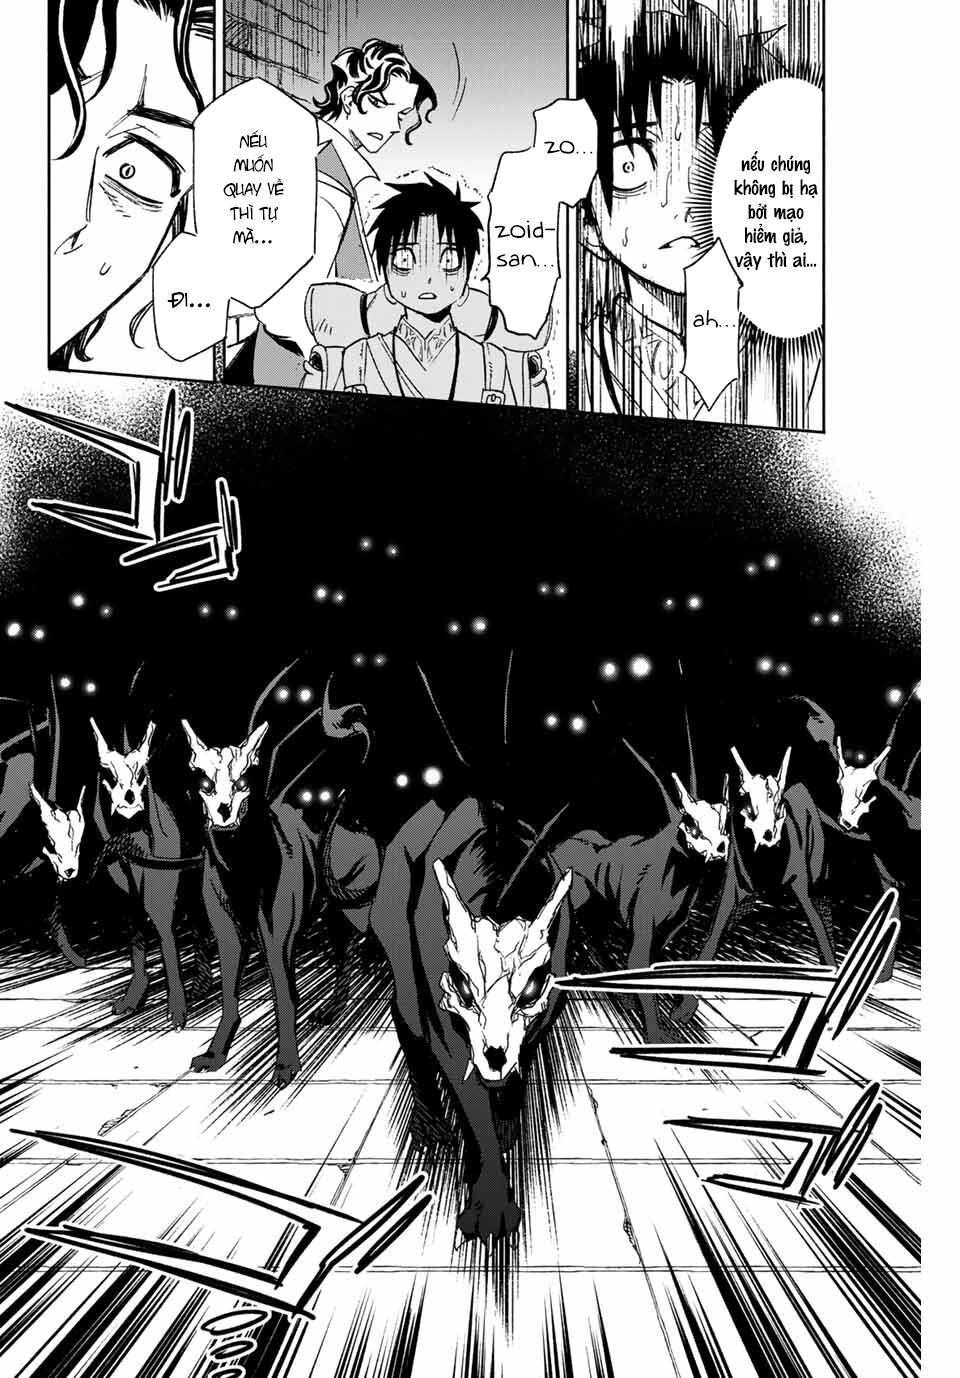 nếu chúng
không bị hạ
bởi mạo
hiểm giả,
vậy thì ai...
ah...
zo...
zoid-
san...
NẾU
MUỐN
QUAY VỀ
THÌ TỰ
MÀ...
ĐI...